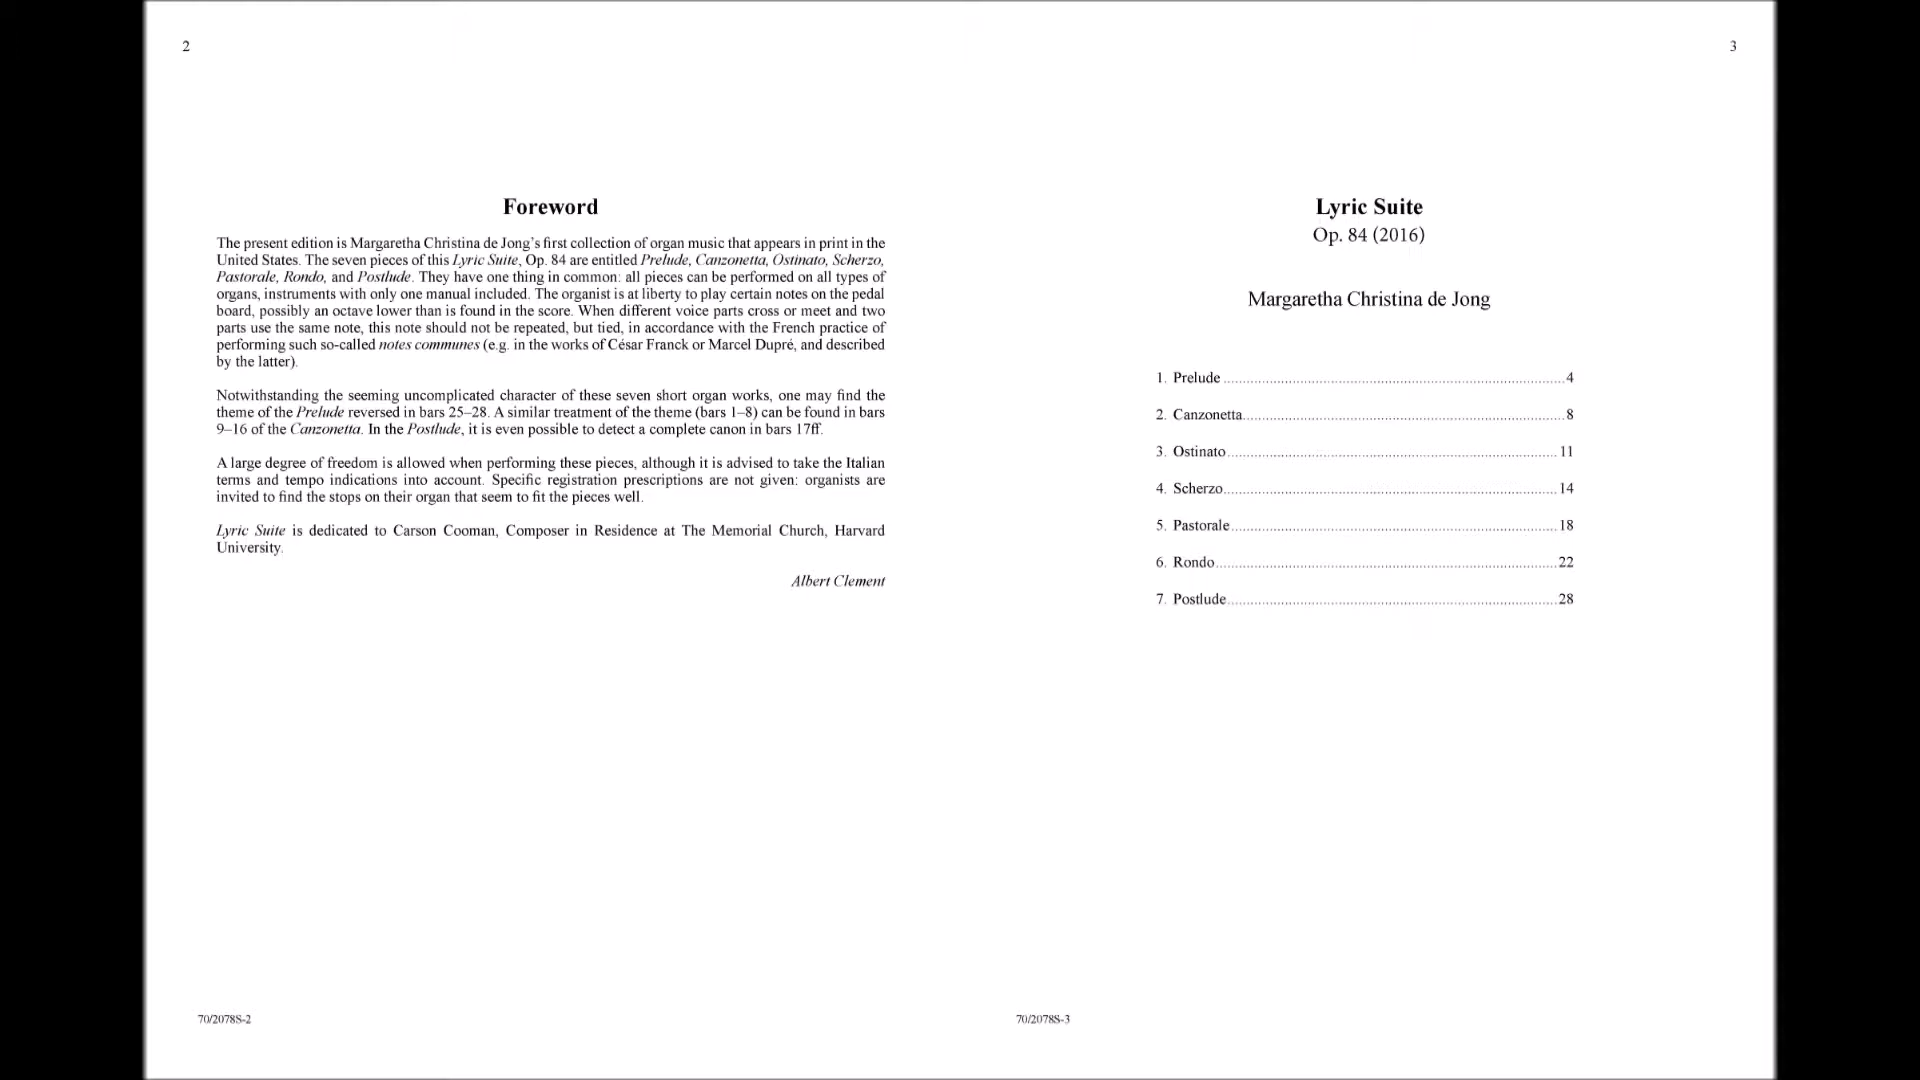 2
Foreword
The present edition is Margaretha Christina de Jong's first collection of organ music that appears in print in the
United States. The seven pieces of this Lyric Suite, Op. 84 are entitled Prelude, Canzonetta, Ostinato, Scherzo,
Pastorale, Rondo, and Postlude. They have one thing in common: all pieces can be performed on all types of
organs, instruments with only one manual included. The organist is at liberty to play certain notes on the pedal
board, possibly an octave lower than is found in the score. When different voice parts cross or meet and two
parts use the same note, this note should not be repeated, but tied, in accordance with the French practice of
performing such so-called notes communes (e.g. in the works of César Franck or Marcel Dupré, and described
by the latter).
Notwithstanding the seeming uncomplicated character of these seven short organ works, one may find the
theme of the Prelude reversed in bars 25–28. A similar treatment of the theme (bars 1–8) can be found in bars
9–16 of the Canzonetta. In the Postlude, it is even possible to detect a complete canon in bars 17ff.
A large degree of freedom is allowed when performing these pieces, although it is advised to take the Italian
terms and tempo indications into account. Specific registration prescriptions are not given: organists are
invited to find the stops on their organ that seem to fit the pieces well.
Lyric Suite is dedicated to Carson Cooman, Composer in Residence at The Memorial Church, Harvard
University.
Albert Clement
70/2078S-2
3
Lyric Suite
Op. 84 (2016)
Margaretha Christina de Jong
1. Prelude 4
2. Canzonetta 8
3. Ostinato 11
4. Scherzo 14
5. Pastorale 18
6. Rondo 22
7. Postlude 28
70/2078S-3